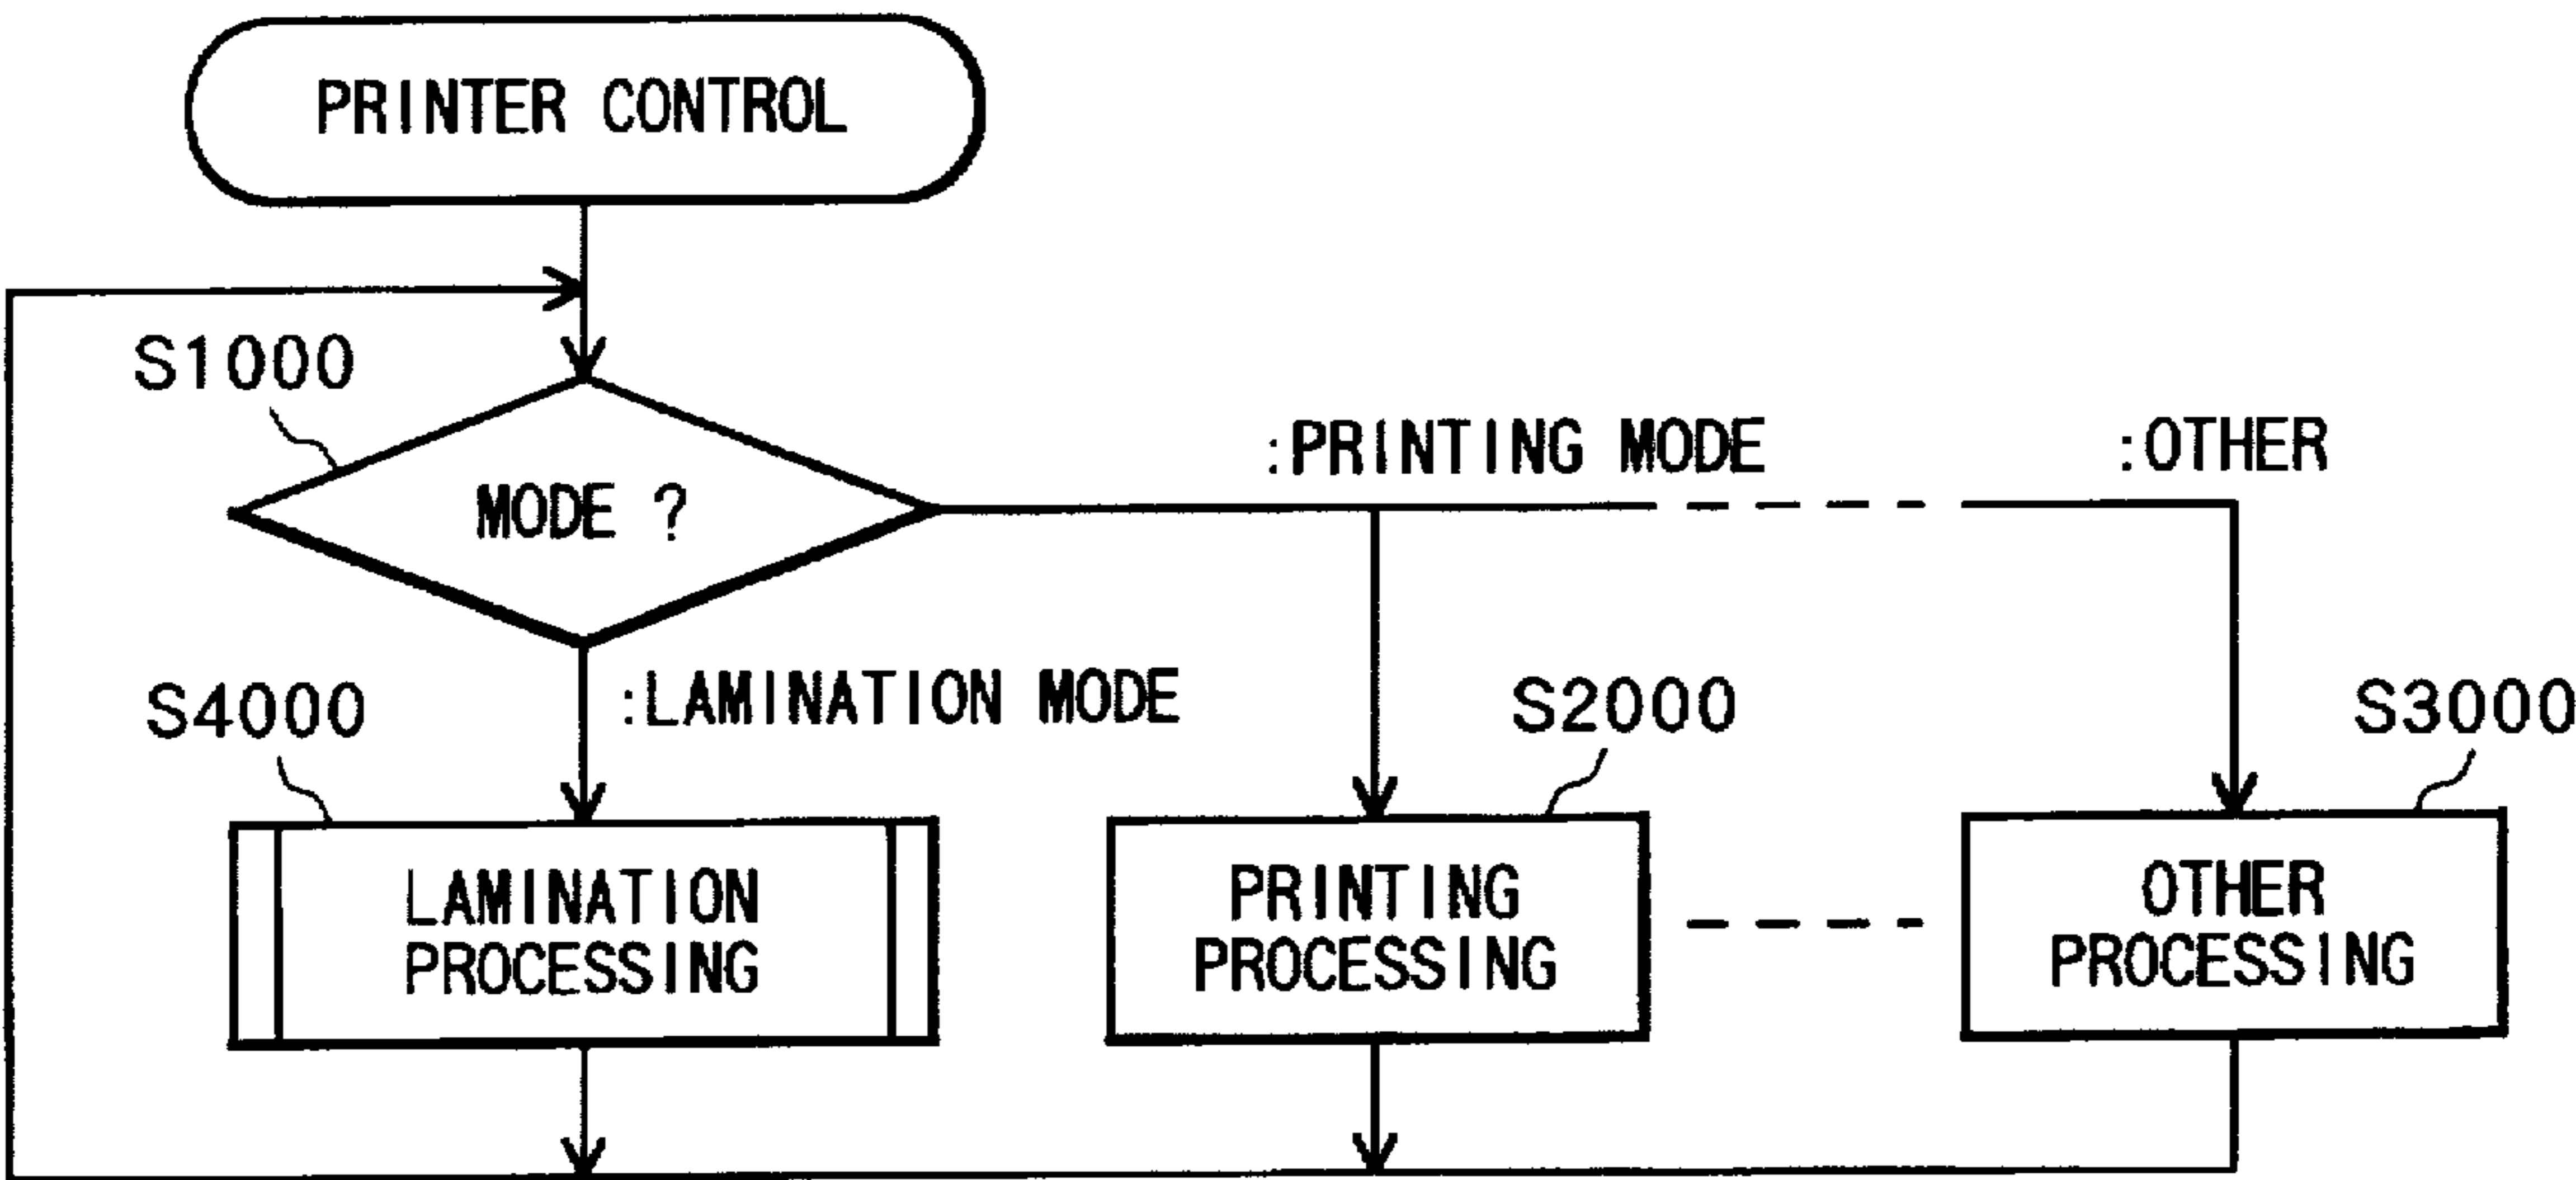 PRINTER CONTROL
S1000
MODE ?
:PRINTING MODE
:OTHER
:LAMINATION MODE
S4000
S2000
S3000
LAMINATION
PROCESSING
PRINTING
PROCESSING
OTHER
PROCESSING